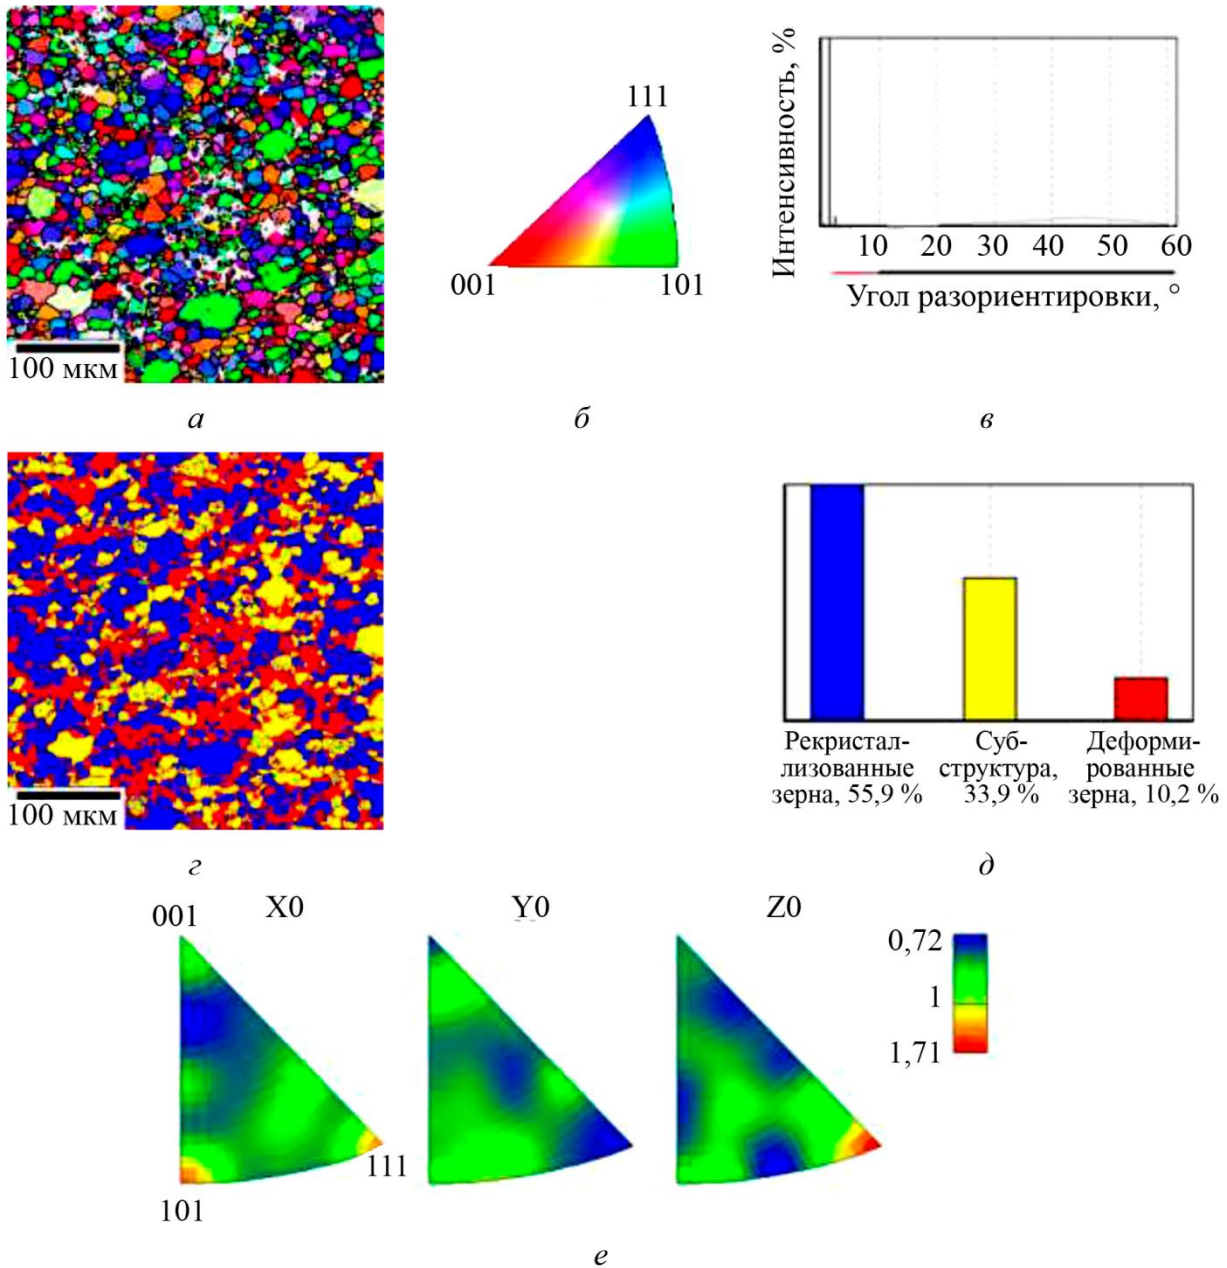 Интенсивность, %
111
001
101
10 20 30 40 50 60
Угол разориентировки, °
100 мкм
а
б
в
100 мкм
Рекристал-
лизованные
зерна, 55,9 %
Суб-
структура,
33,9 %
Деформи-
рованные
зерна, 10,2 %
г
д
X0
Y0
Z0
001
111
101
0,72
1
1,71
е